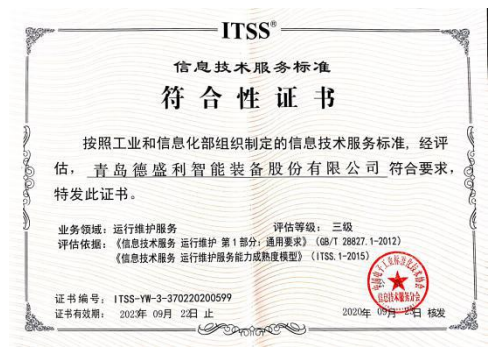 ITSS®
信息技术服务标准
符合性证书
按照工业和信息化部组织制定的信息技术服务标准，经评
估，青岛德盛利智能装备股份有限公司 符合要求，
特发此证书。
业务领域：运行维护服务 评估等级：三级
评估依据：《信息技术服务 运行维护 第1部分：通用要求》（GB/T 28827.1-2012）
《信息技术服务 运行维护服务能力成熟度模型》（ITSS.1-2015）
证书编号：ITSS-YW-3-370220200599
证书有效期：2023年 09月 22日 止 2020年 09月 23日 核发